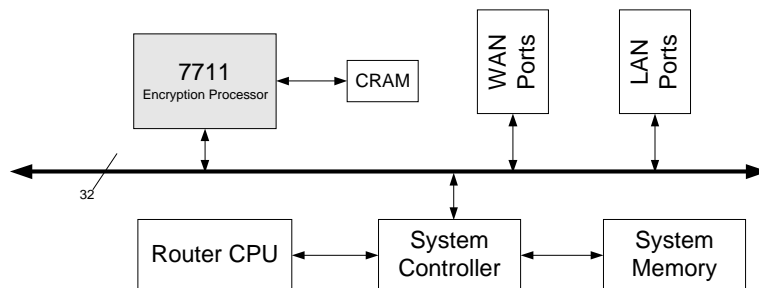 7711
Encryption Processor
CRAM
WAN
Ports
LAN
Ports
32
Router CPU
System
Controller
System
Memory